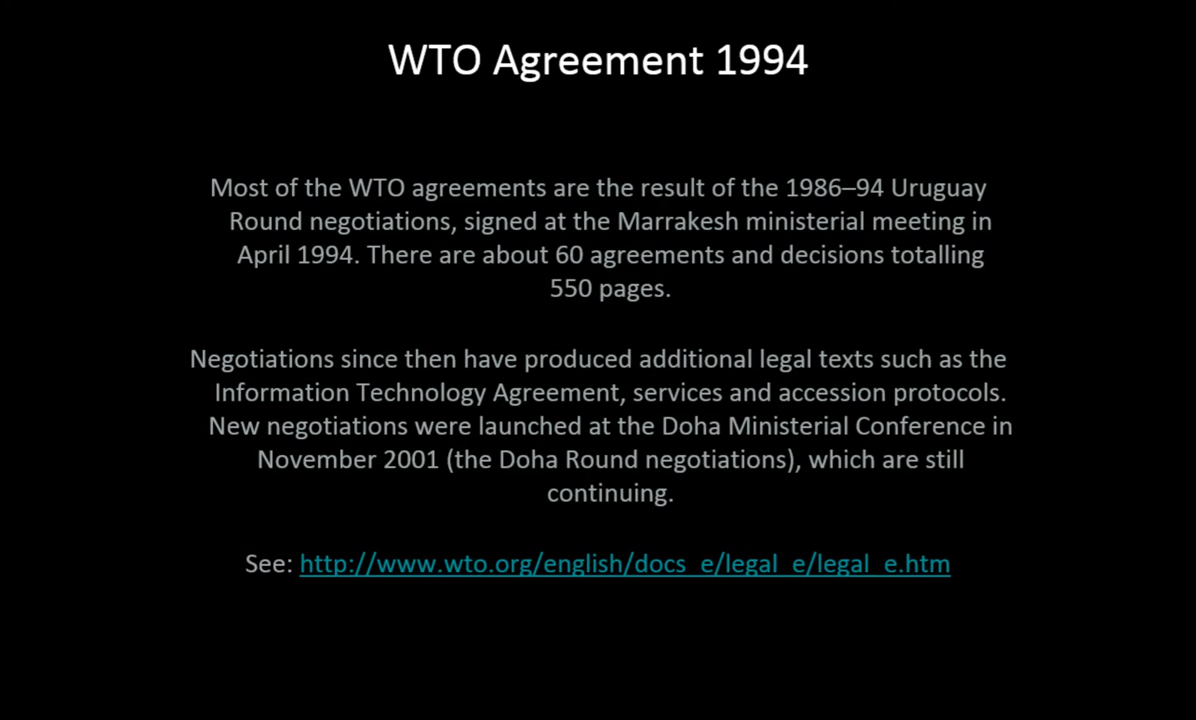 WTO Agreement 1994
Most of the WTO agreements are the result of the 1986–94 Uruguay
Round negotiations, signed at the Marrakesh ministerial meeting in
April 1994. There are about 60 agreements and decisions totalling
550 pages.
Negotiations since then have produced additional legal texts such as the
Information Technology Agreement, services and accession protocols.
New negotiations were launched at the Doha Ministerial Conference in
November 2001 (the Doha Round negotiations), which are still
continuing.
See: http://www.wto.org/english/docs_e/legal_e/legal_e.htm